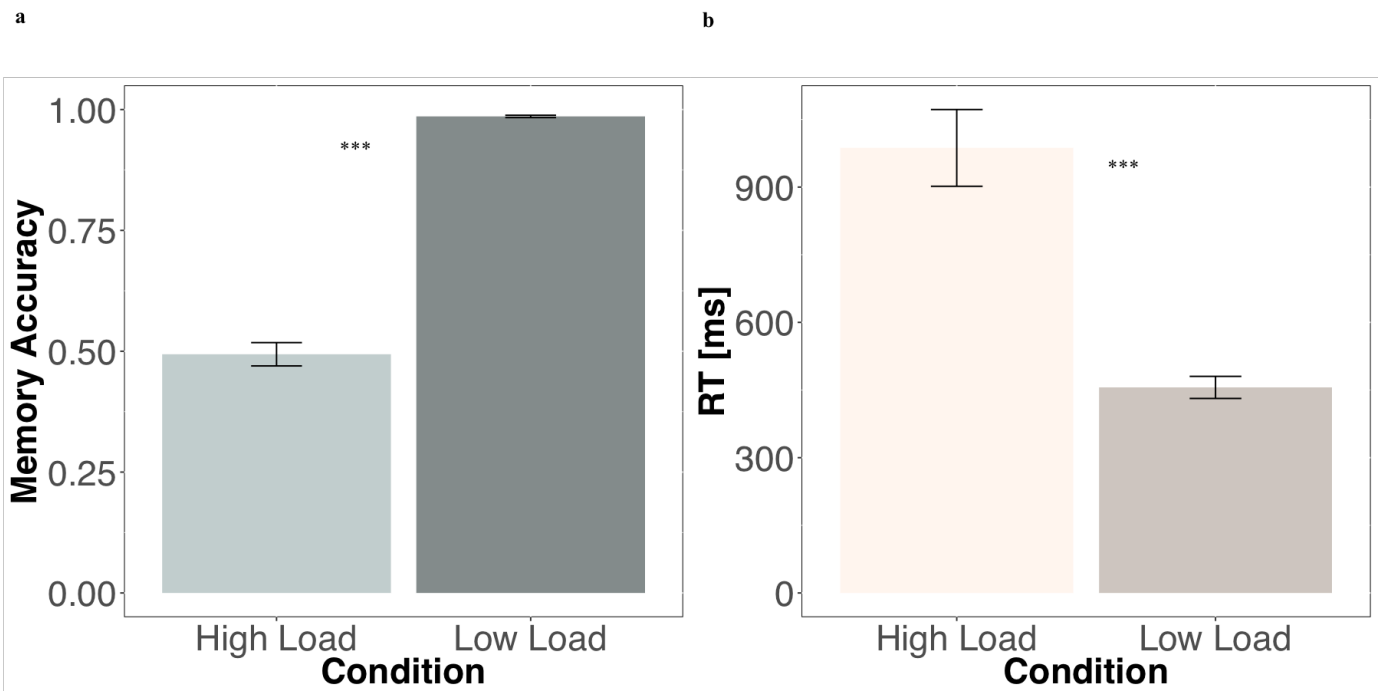 a
b
Memory Accuracy
1.00
0.75
0.50
0.25
0.00
***
High Load
Low Load
Condition
RT [ms]
900
600
300
0
***
High Load
Low Load
Condition